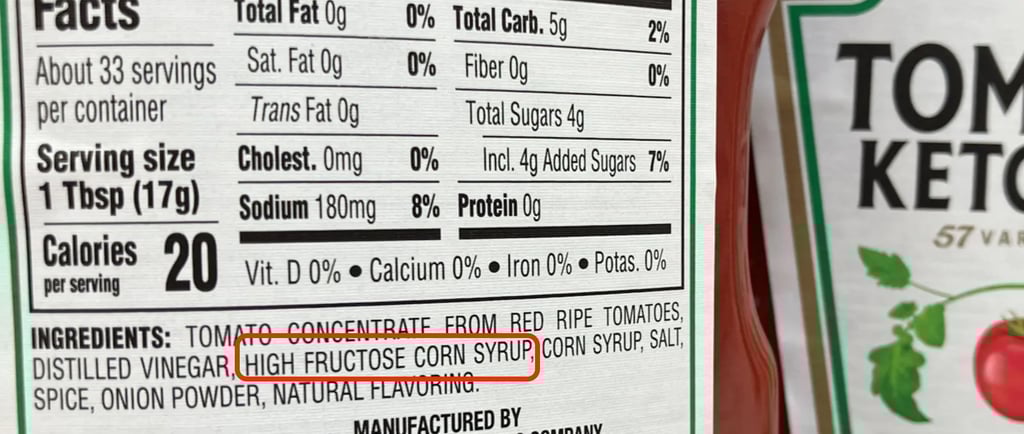 Facts
About 33 servings
per container
Serving size
1 Tbsp (17g)
Calories
per serving
20
Total Fat 0g 0%
Sat. Fat 0g 0%
Trans Fat 0g
Cholest. 0mg 0%
Sodium 180mg 8%
Total Carb. 5g 2%
Fiber 0g 0%
Total Sugars 4g
Incl. 4g Added Sugars 7%
Protein 0g
Vit. D 0% • Calcium 0% • Iron 0% • Potas. 0%
INGREDIENTS: TOMATO CONCENTRATE FROM RED RIPE TOMATOES,
DISTILLED VINEGAR, HIGH FRUCTOSE CORN SYRUP, CORN SYRUP, SALT,
SPICE, ONION POWDER, NATURAL FLAVORING.
MANUFACTURED BY
COMPANY
TOM
KETC
57 VAR